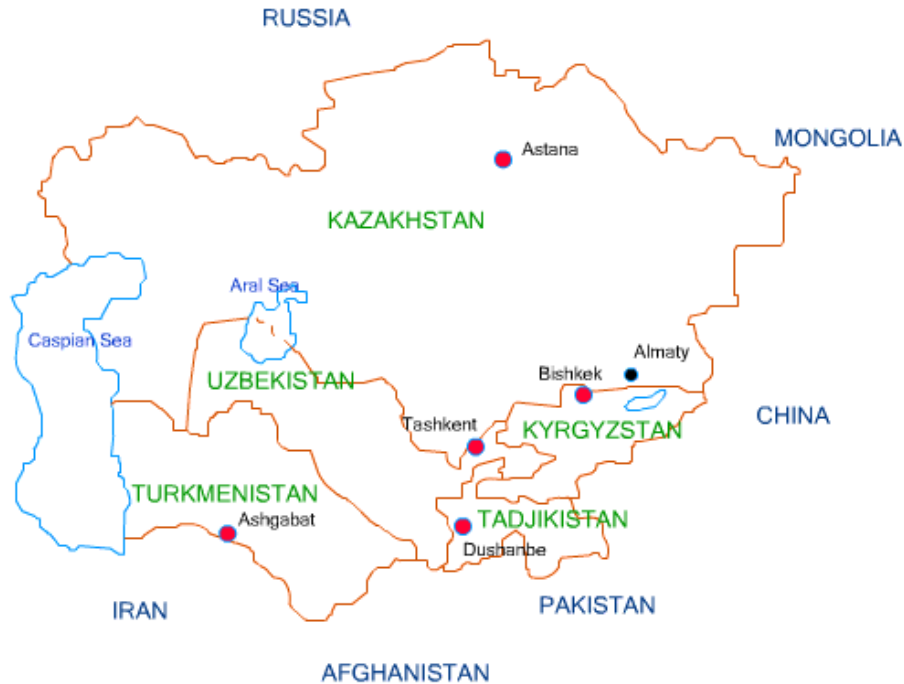 RUSSIA
MONGOLIA
Astana
KAZAKHSTAN
Aral Sea
Caspian Sea
Almaty
Bishkek
UZBEKISTAN
CHINA
Tashkent
KYRGYZSTAN
TURKMENISTAN
Ashgabat
TADJIKISTAN
Dushanbe
PAKISTAN
IRAN
AFGHANISTAN